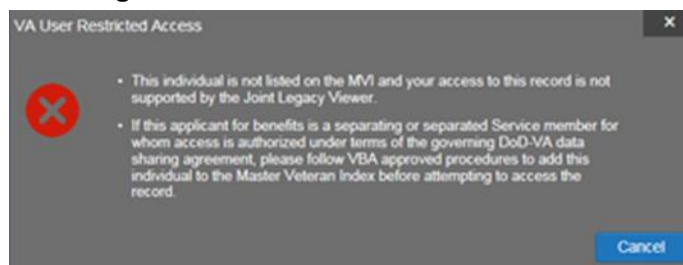 VA User Restricted Access
• This individual is not listed on the MVI and your access to this record is not
supported by the Joint Legacy Viewer.
• If this applicant for benefits is a separating or separated Service member for
whom access is authorized under terms of the governing DoD-VA data
sharing agreement, please follow VBA approved procedures to add this
individual to the Master Veteran Index before attempting to access the
record.
Cancel